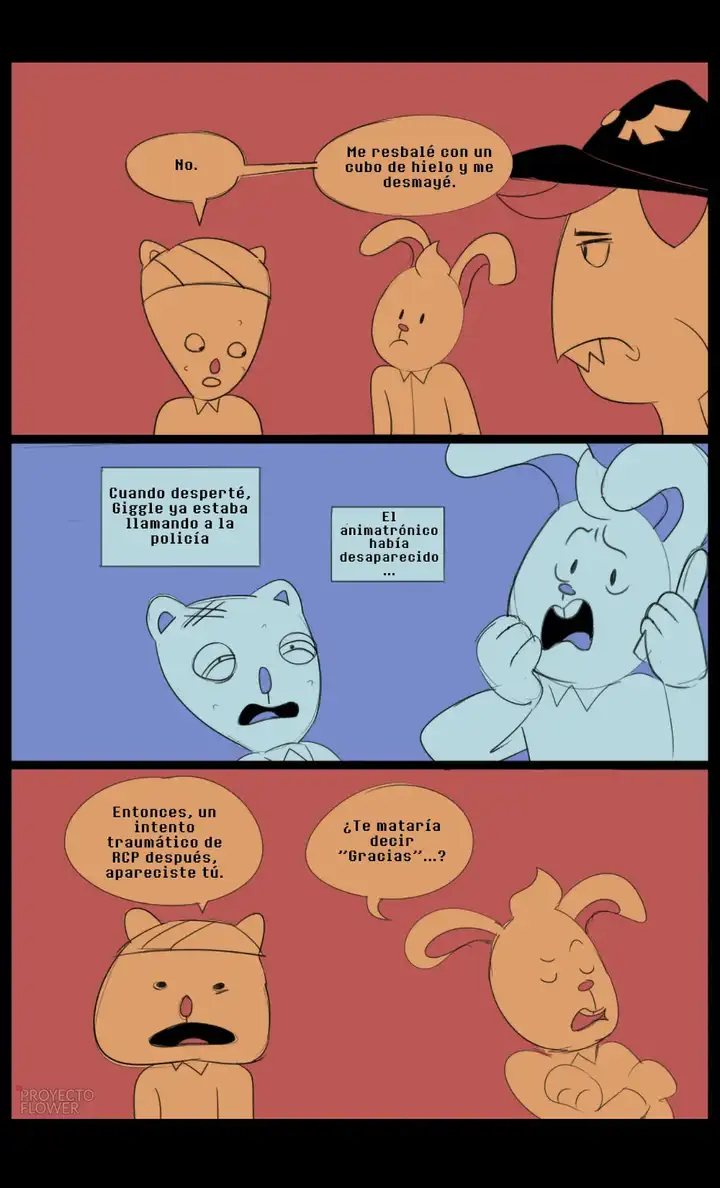 No.
Me resbalé con un
cubo de hielo y me
desmayé.
Cuando desperté,
Giggle ya estaba
llamando a la
policía
El
animatrónico
había
desaparecido
...
Entonces, un
intento
traumático de
RCP después,
apareciste tú.
¿Te mataría
decir
"Gracias"...?
PROYECTO
FLOWER